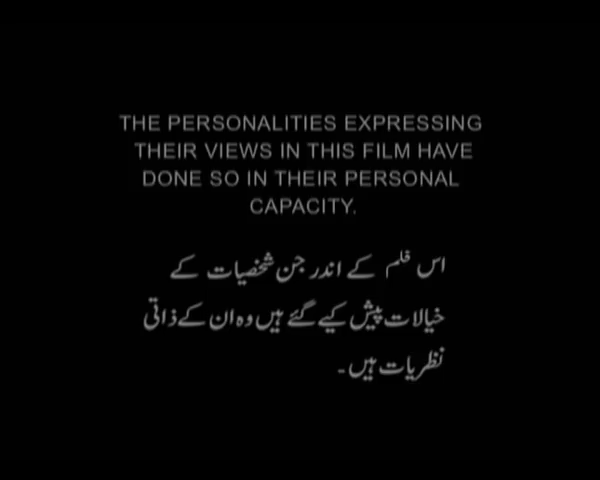 THE PERSONALITIES EXPRESSING
THEIR VIEWS IN THIS FILM HAVE
DONE SO IN THEIR PERSONAL
CAPACITY.
اس فلم کے اندر جن شخصیات کے
خیالات پیش کیے گئے ہیں وہ ان کے ذاتی
نظریات ہیں ۔